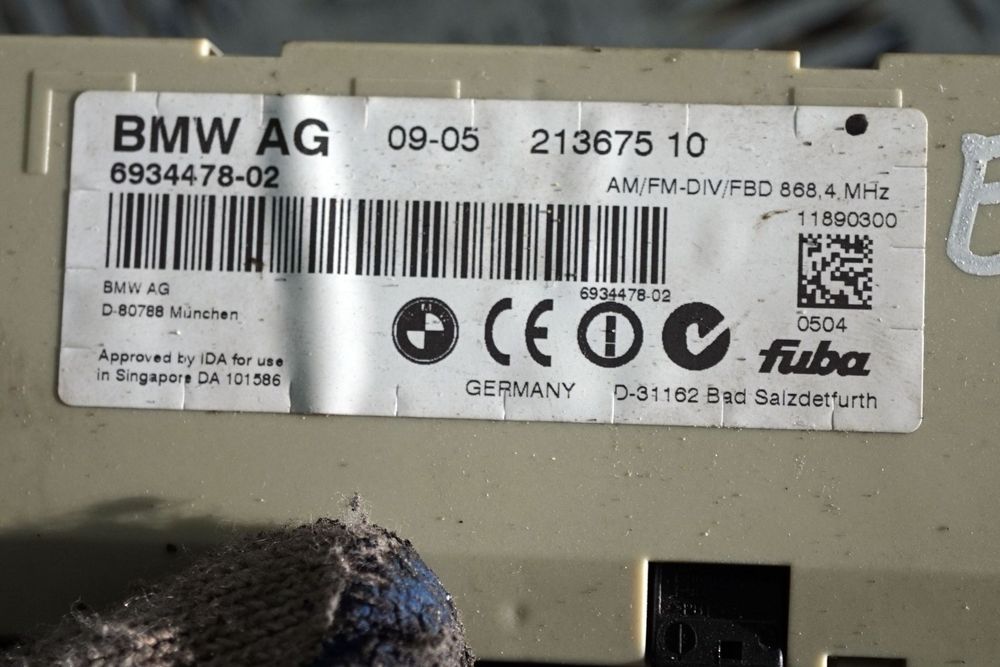 BMW AG 09-05 213675 10
6934478-02
AM/FM-DIV/FBD 868,4 MHz
11890300
6934478-02
BMW AG
D-80788 München
0504
CE
fuba
Approved by IDA for use
in Singapore DA 101586
GERMANY D-31162 Bad Salzdetfurth